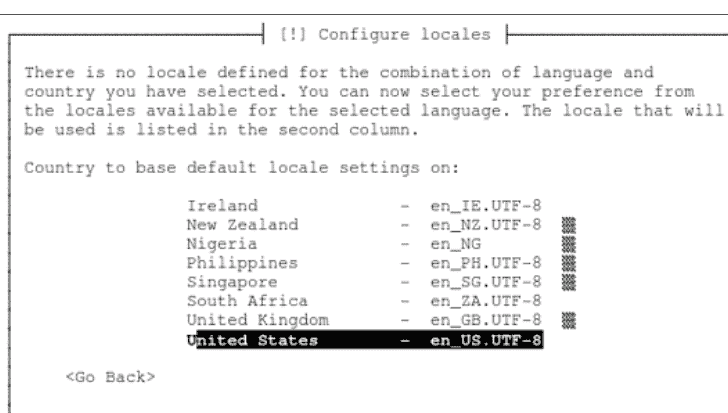 [!] Configure locales
There is no locale defined for the combination of language and
country you have selected. You can now select your preference from
the locales available for the selected language. The locale that will
be used is listed in the second column.
Country to base default locale settings on:
Ireland - en_IE.UTF-8
New Zealand - en_NZ.UTF-8
Nigeria - en_NG
Philippines - en_PH.UTF-8
Singapore - en_SG.UTF-8
South Africa - en_ZA.UTF-8
United Kingdom - en_GB.UTF-8
United States - en_US.UTF-8
<Go Back>